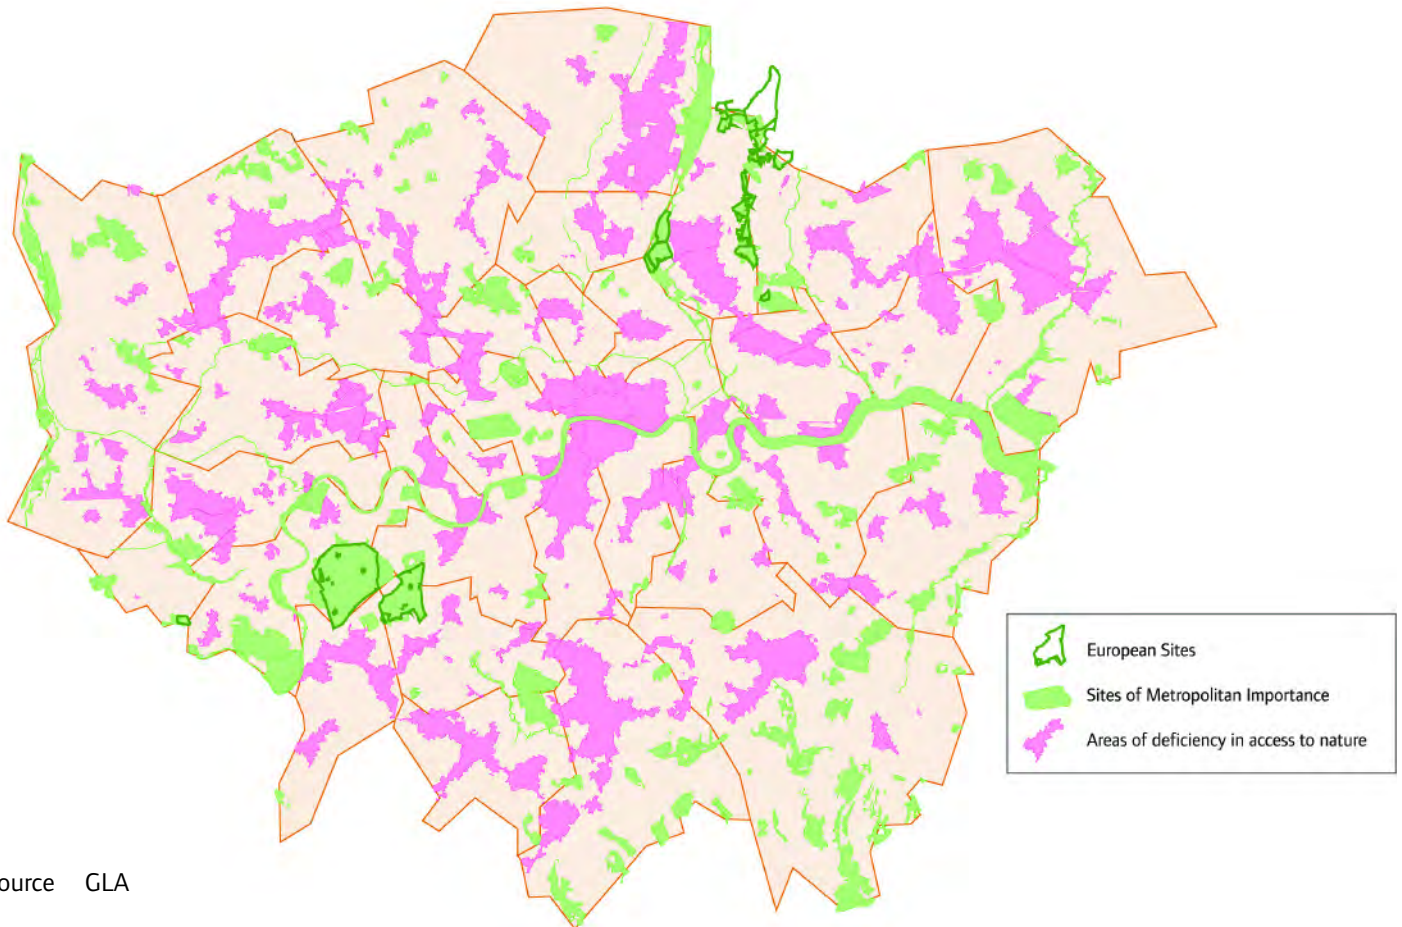 European Sites
Sites of Metropolitan Importance
Areas of deficiency in access to nature
ource GLA